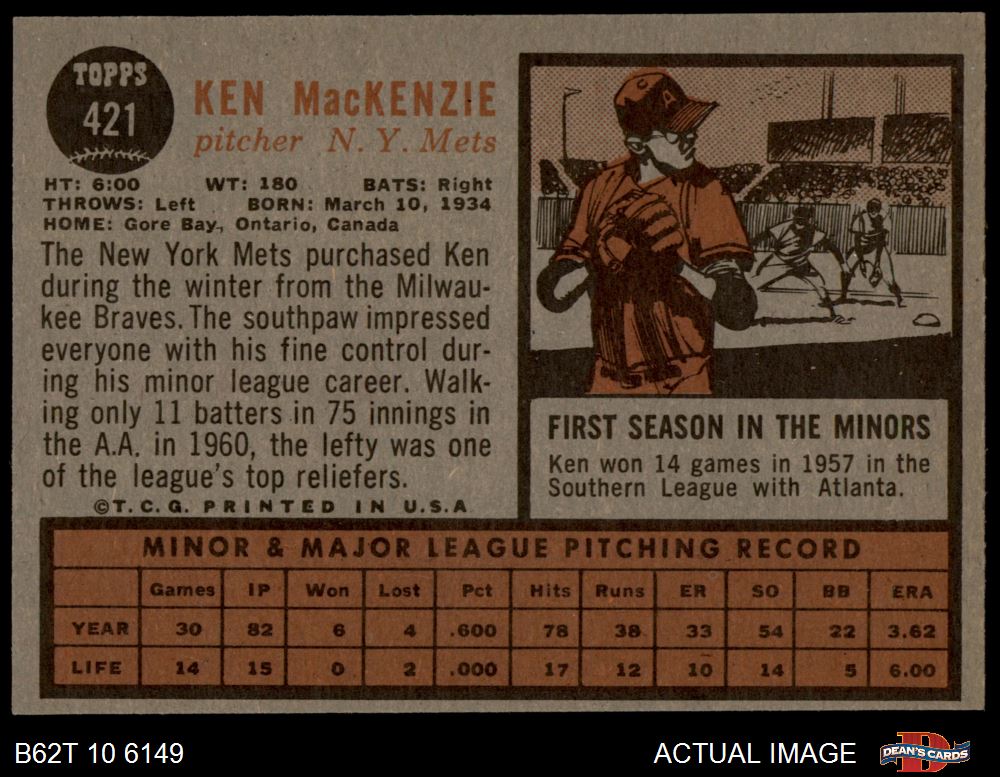 TOPPS
421
KEN MacKENZIE
pitcher N. Y. Mets
HT: 6:00 WT: 180 BATS: Right
THROWS: Left BORN: March 10, 1934
HOME: Gore Bay, Ontario, Canada
The New York Mets purchased Ken
during the winter from the Milwau-
kee Braves. The southpaw impressed
everyone with his fine control dur-
ing his minor league career. Walk-
ing only 11 batters in 75 innings in
the A.A. in 1960, the lefty was one
of the league's top reliefers.
©T. C. G. PRINTED IN U.S.A
A
FIRST SEASON IN THE MINORS
Ken won 14 games in 1957 in the
Southern League with Atlanta.
MINOR & MAJOR LEAGUE PITCHING RECORD
Games IP Won Lost Pct Hits Runs ER SO BB ERA
YEAR 30 82 6 4 .600 78 38 33 54 22 3.62
LIFE 14 15 0 2 .000 17 12 10 14 5 6.00
B62T 10 6149 ACTUAL IMAGE DEAN'S CARDS